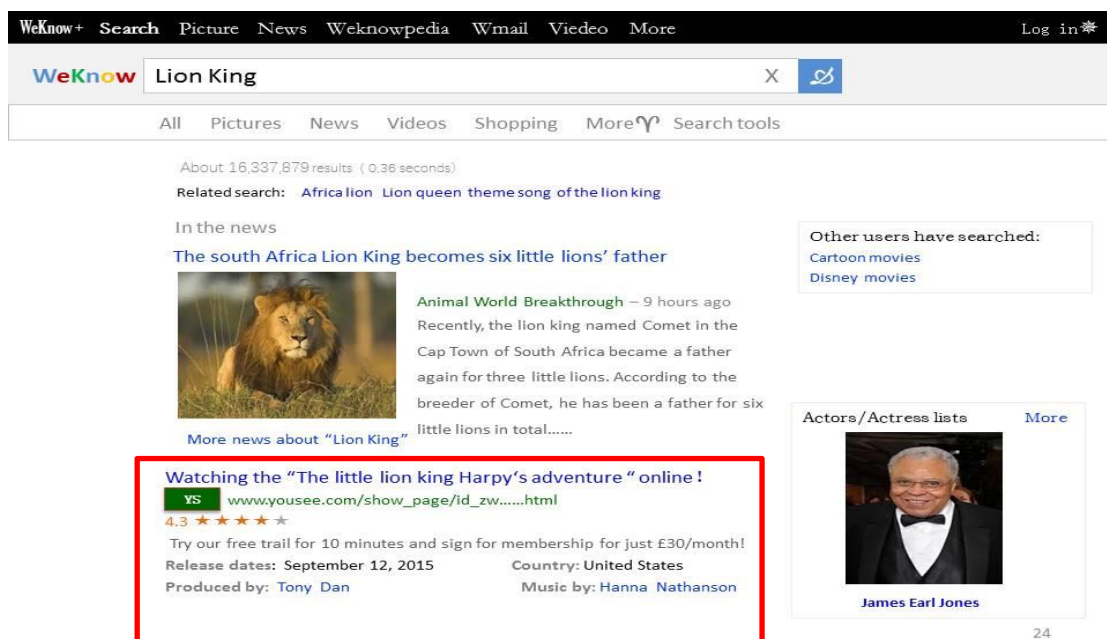 WeKnow+ Search Picture News Weknowpedia Wmail Viedeo More Log in
WeKnow Lion King X
All Pictures News Videos Shopping More Search tools
About 16,337,879 results ( 0.36 seconds)
Related search: Africa lion Lion queen theme song of the lion king
In the news
The south Africa Lion King becomes six little lions’ father
Animal World Breakthrough – 9 hours ago
Recently, the lion king named Comet in the
Cap Town of South Africa became a father
again for three little lions. According to the
breeder of Comet, he has been a father for six
little lions in total......
More news about “Lion King”
Watching the “The little lion king Harpy‘s adventure “ online !
YS www.yousee.com/show_page/id_zw......html
4.3 ★★★★★
Try our free trail for 10 minutes and sign for membership for just £30/month!
Release dates: September 12, 2015 Country: United States
Produced by: Tony Dan Music by: Hanna Nathanson
Other users have searched:
Cartoon movies
Disney movies
Actors/Actress lists More
James Earl Jones
24